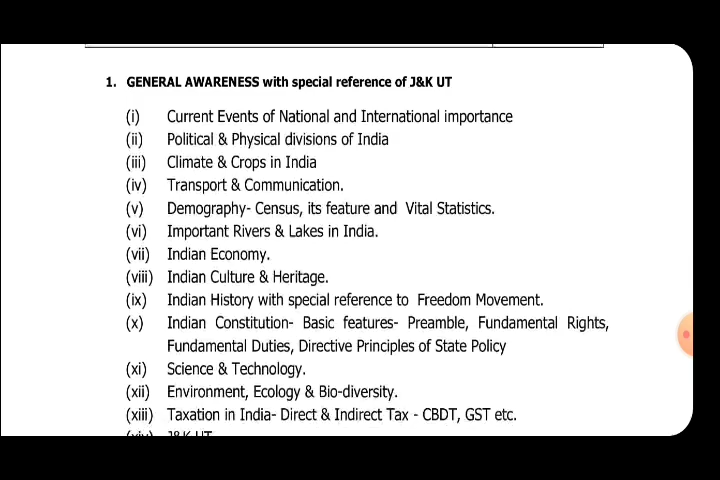 1. GENERAL AWARENESS with special reference of J&K UT
(i) Current Events of National and International importance
(ii) Political & Physical divisions of India
(iii) Climate & Crops in India
(iv) Transport & Communication.
(v) Demography- Census, its feature and Vital Statistics.
(vi) Important Rivers & Lakes in India.
(vii) Indian Economy.
(viii) Indian Culture & Heritage.
(ix) Indian History with special reference to Freedom Movement.
(x) Indian Constitution- Basic features- Preamble, Fundamental Rights,
Fundamental Duties, Directive Principles of State Policy
(xi) Science & Technology.
(xii) Environment, Ecology & Bio-diversity.
(xiii) Taxation in India- Direct & Indirect Tax - CBDT, GST etc.
(xiv) J&K UT